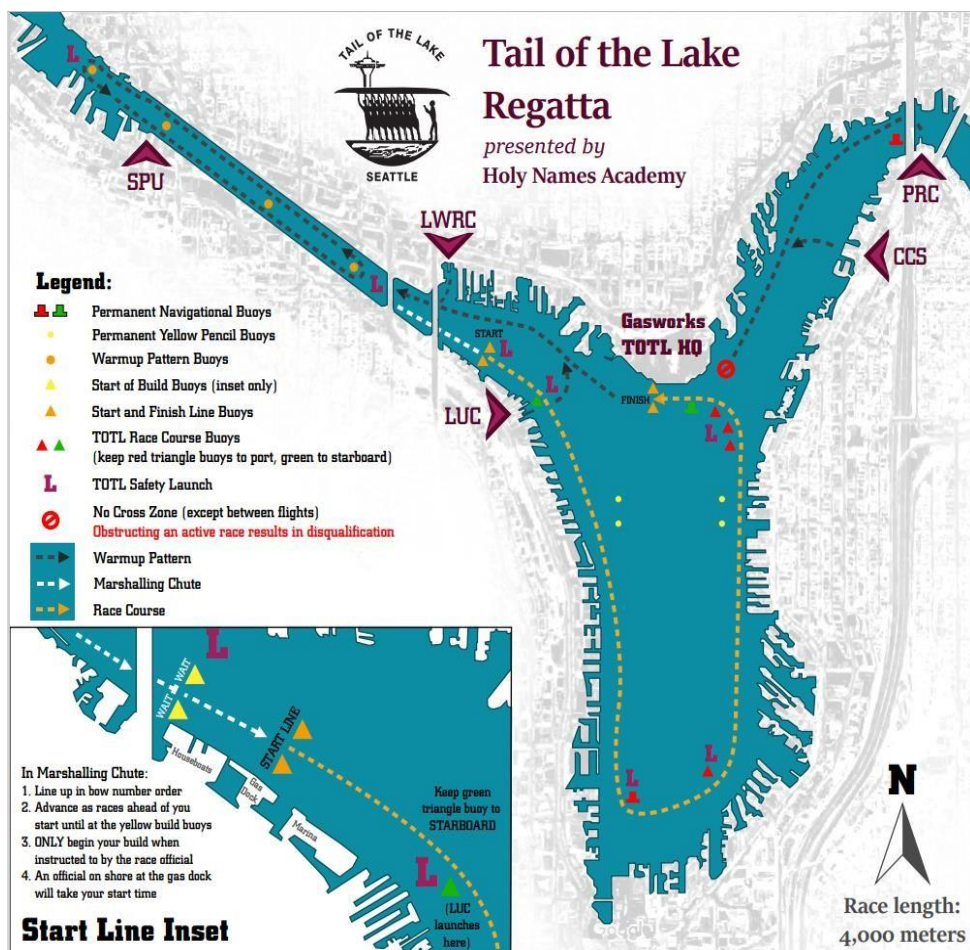 TAIL OF THE LAKE
SEATTLE
Tail of the Lake
Regatta
presented by
Holy Names Academy
L
SPU
LWRC
PRC
CCS
L
Legend:
Permanent Navigational Buoys
Permanent Yellow Pencil Buoys
Warmup Pattern Buoys
Start of Build Buoys (inset only)
Start and Finish Line Buoys
TOTL Race Course Buoys
(keep red triangle buoys to port, green to starboard)
L TOTL Safety Launch
No Cross Zone (except between flights)
Obstructing an active race results in disqualification
Warmup Pattern
Marshalling Chute
Race Course
Gasworks
TOTL HQ
START
L
L
LUC
FINISH
L
L
L
N
Race length:
4,000 meters
L
WAIT
WAIT
START LINE
Houseboats
Gas
Dock
Marina
Keep green
triangle buoy to
STARBOARD
L
(LUC
launches
here)
In Marshalling Chute:
1. Line up in bow number order
2. Advance as races ahead of you
start until at the yellow build buoys
3. ONLY begin your build when
instructed to by the race official
4. An official on shore at the gas dock
will take your start time
Start Line Inset
Google